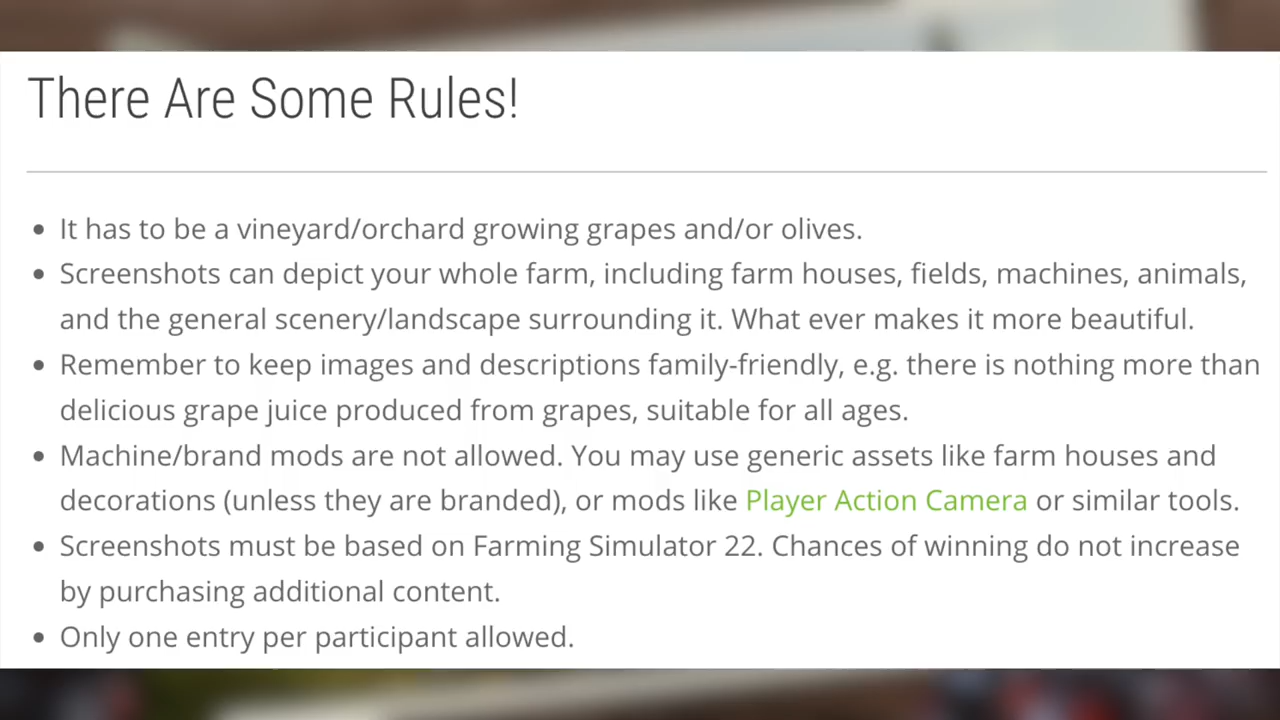 There Are Some Rules!
It has to be a vineyard/orchard growing grapes and/or olives.
Screenshots can depict your whole farm, including farm houses, fields, machines, animals,
and the general scenery/landscape surrounding it. What ever makes it more beautiful.
Remember to keep images and descriptions family-friendly, e.g. there is nothing more than
delicious grape juice produced from grapes, suitable for all ages.
Machine/brand mods are not allowed. You may use generic assets like farm houses and
decorations (unless they are branded), or mods like Player Action Camera or similar tools.
Screenshots must be based on Farming Simulator 22. Chances of winning do not increase
by purchasing additional content.
Only one entry per participant allowed.